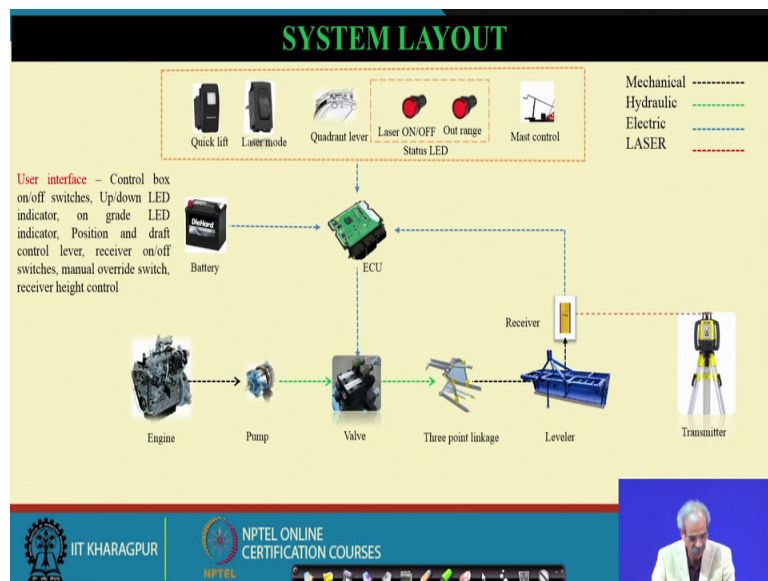 SYSTEM LAYOUT
Quick lift
Laser mode
Quadrant lever
Laser ON/OFF
Out range
Status LED
Mast control
Mechanical
Hydraulic
Electric
LASER
User interface – Control box
on/off switches, Up/down LED
indicator, on grade LED
indicator, Position and draft
control lever, receiver on/off
switches, manual override switch,
receiver height control
DieHard
Battery
ECU
Receiver
Engine
Pump
Valve
Three point linkage
Leveler
Transmitter
IIT KHARAGPUR
NPTEL
NPTEL ONLINE
CERTIFICATION COURSES